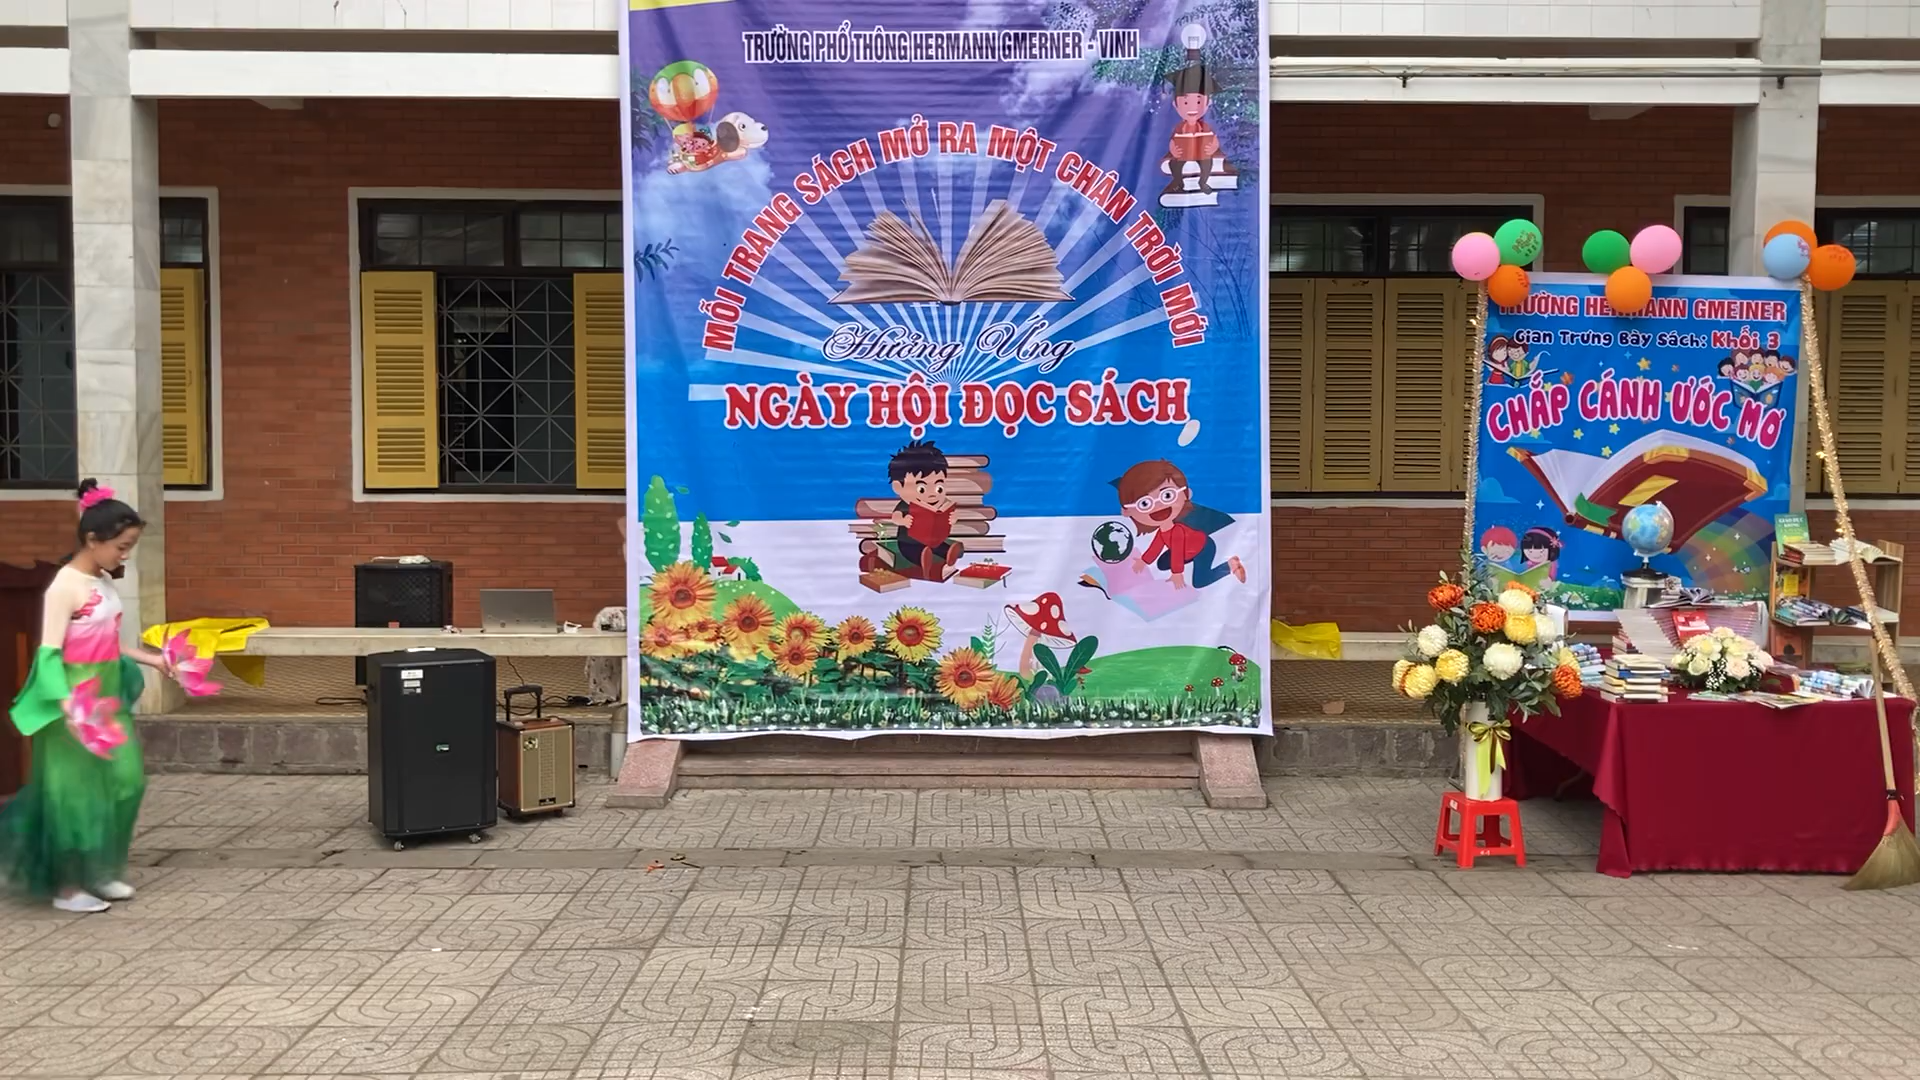 TRƯỜNG PHỔ THÔNG HERMANN GMERNER - VINH
MỖI TRANG SÁCH MỞ RA MỘT CHÂN TRỜI MỚI
Hưởng Ứng
NGÀY HỘI ĐỌC SÁCH
TRƯỜNG HERMANN GMEINER
Gian Trưng Bày Sách: Khối 3
CHẮP CÁNH ƯỚC MƠ